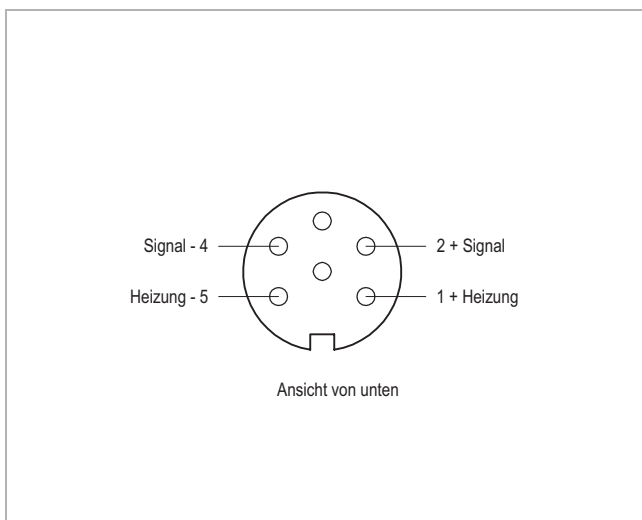 Signal - 4
2 + Signal
Heizung - 5
1 + Heizung
Ansicht von unten